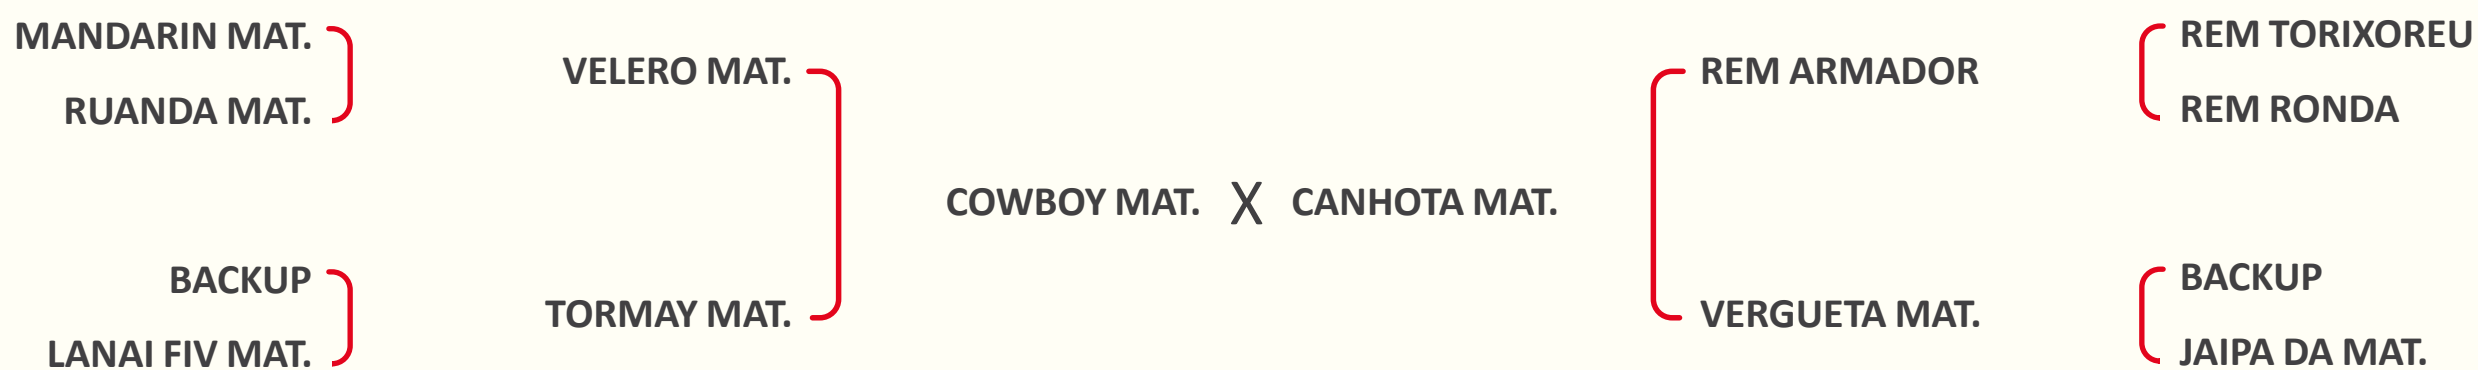 MANDARIN MAT.
RUANDA MAT.
BACKUP
LANAI FIV MAT.
VELERO MAT.
TORMAY MAT.
COWBOY MAT. X CANHOTA MAT.
REM ARMADOR
VERGUETA MAT.
REM TORIXOREU
REM RONDA
BACKUP
JAIPA DA MAT.